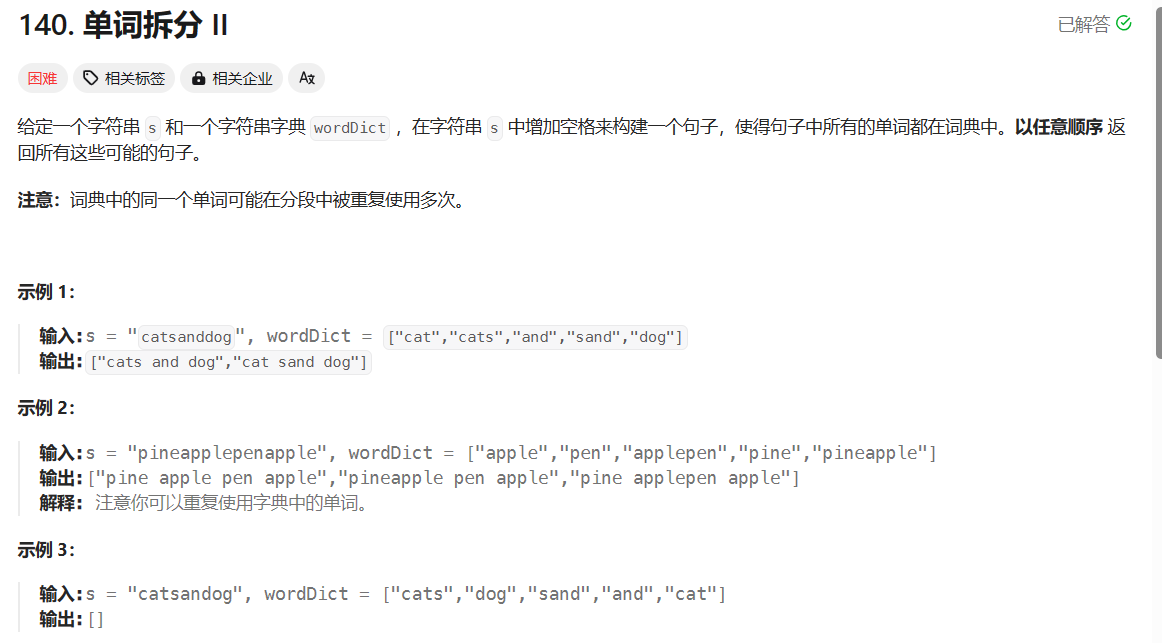 140. 单词拆分 II
已解答
困难 相关标签 相关企业 Ax
给定一个字符串 s 和一个字符串字典 wordDict ，在字符串 s 中增加空格来构建一个句子，使得句子中所有的单词都在词典中。以任意顺序 返
回所有这些可能的句子。
注意：词典中的同一个单词可能在分段中被重复使用多次。
示例 1：
输入:s = "catsanddog", wordDict = ["cat","cats","and","sand","dog"]
输出:["cats and dog","cat sand dog"]
示例 2：
输入:s = "pineapplepenapple", wordDict = ["apple","pen","applepen","pine","pineapple"]
输出:["pine apple pen apple","pineapple pen apple","pine applepen apple"]
解释: 注意你可以重复使用字典中的单词。
示例 3：
输入:s = "catsandog", wordDict = ["cats","dog","sand","and","cat"]
输出:[]